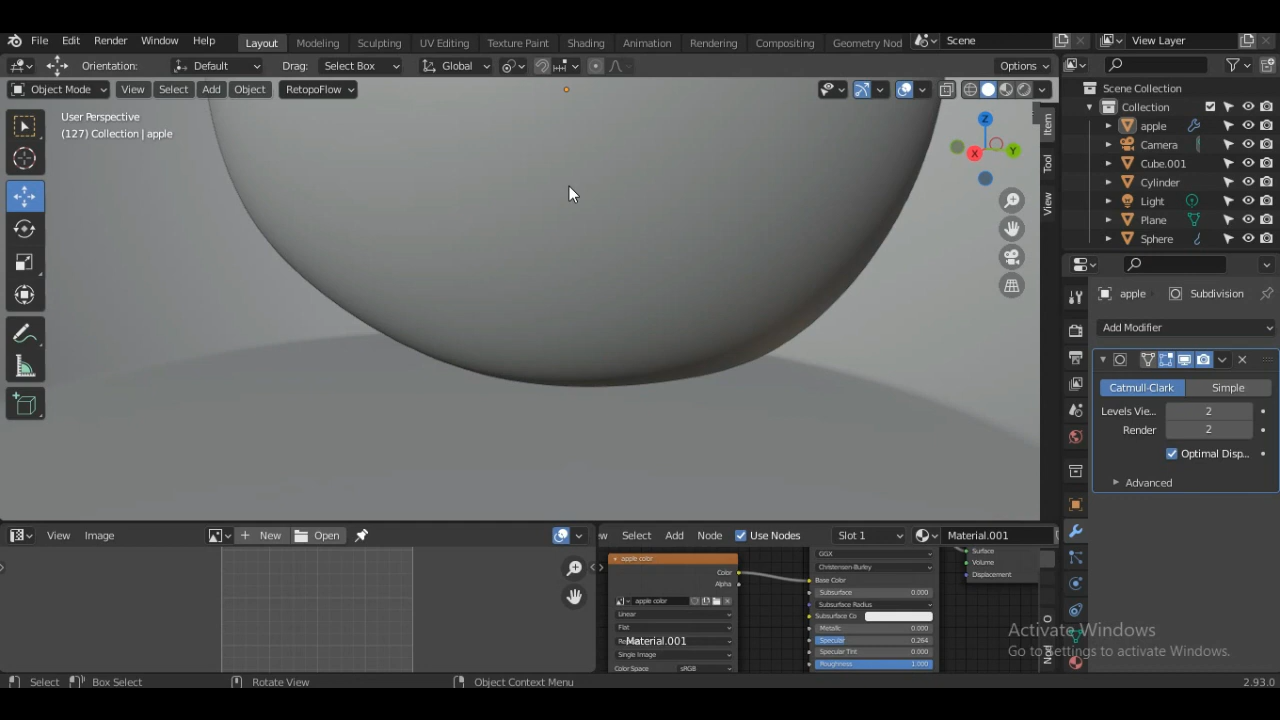 File Edit Render Window Help Layout Modeling Sculpting UV Editing Texture Paint Shading Animation Rendering Compositing Geometry Nod Scene View Layer
Orientation: Default Drag: Select Box Global Options
Object Mode View Select Add Object RetopoFlow
User Perspective
(127) Collection | apple
Z
X
Y
Item
Tool
View
Scene Collection
Collection
apple
Camera
Cube.001
Cylinder
Light
Plane
Sphere
apple Subdivision
Add Modifier
Catmull-Clark Simple
Levels Vie... 2
Render 2
Optimal Disp...
Advanced
View Image New Open
ew Select Add Node Use Nodes Slot 1 Material.001
apple color
Color
Alpha
apple color
Linear
Flat
Material.001
Single Image
Color Space sRGB
GGX
Christensen-Burley
Base Color
Subsurface 0.000
Subsurface Radius
Subsurface Co
Metallic 0.000
Specular 0.264
Specular Tint 0.000
Roughness 1.000
Surface
Volume
Displacement
Activate Windows
Go to Settings to activate Windows.
Select Box Select Rotate View Object Context Menu 2.93.0